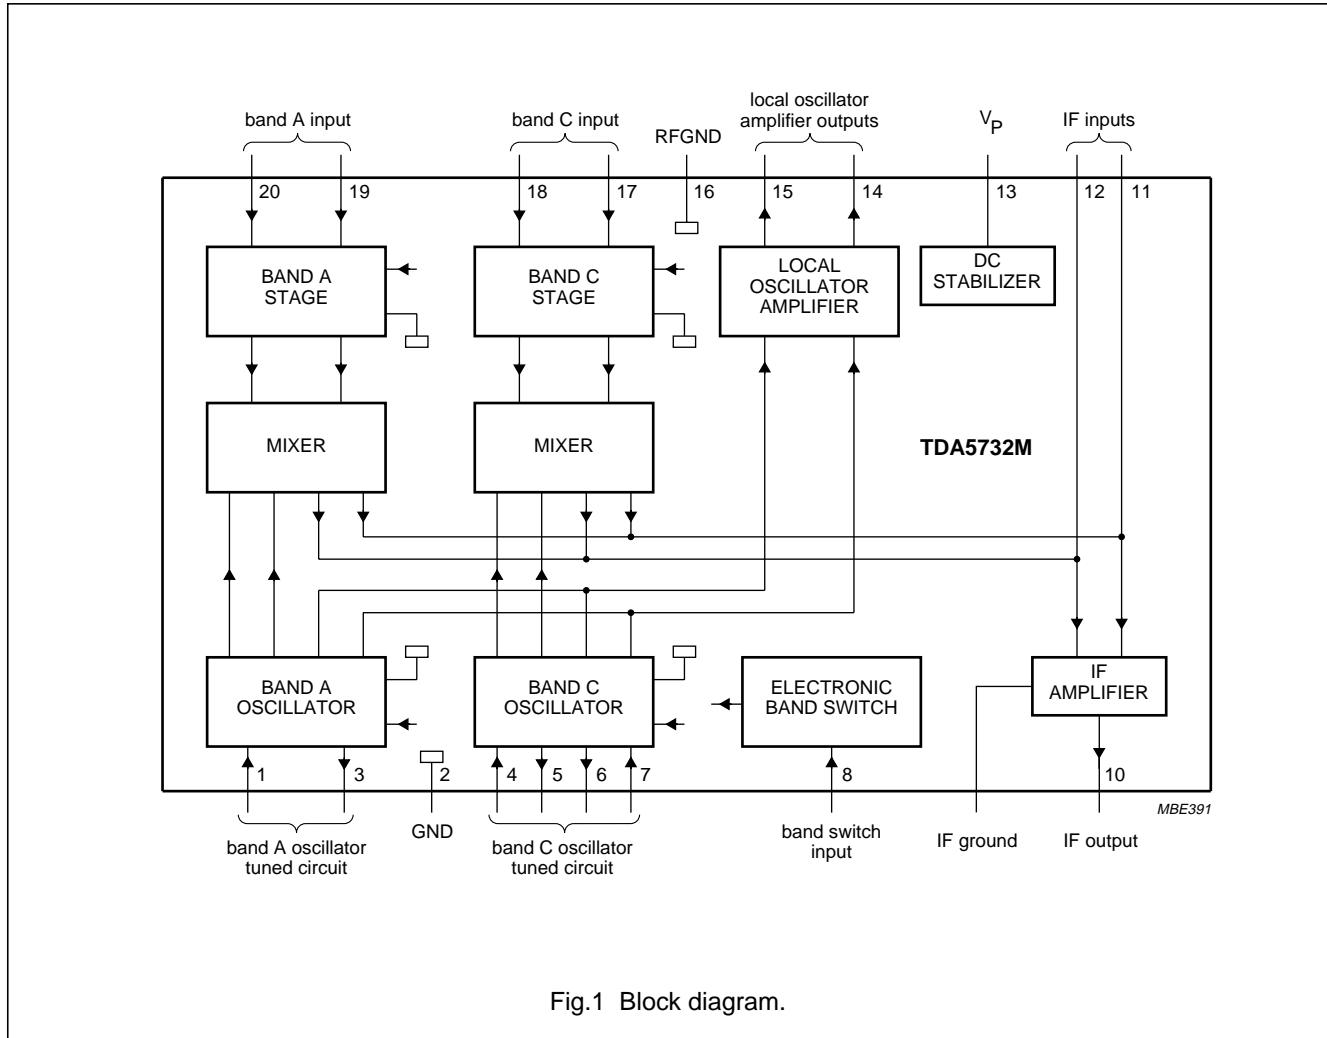 band A input
band C input
local oscillator
amplifier outputs
RFGND
VP
IF inputs
20
19
18
17
16
15
14
13
12
11
BAND A
STAGE
BAND C
STAGE
LOCAL
OSCILLATOR
AMPLIFIER
DC
STABILIZER
MIXER
MIXER
TDA5732M
BAND A
OSCILLATOR
BAND C
OSCILLATOR
ELECTRONIC
BAND SWITCH
IF
AMPLIFIER
1
3
2
4
5
6
7
8
10
MBE391
band A oscillator
tuned circuit
GND
band C oscillator
tuned circuit
band switch
input
IF ground
IF output
Fig.1 Block diagram.